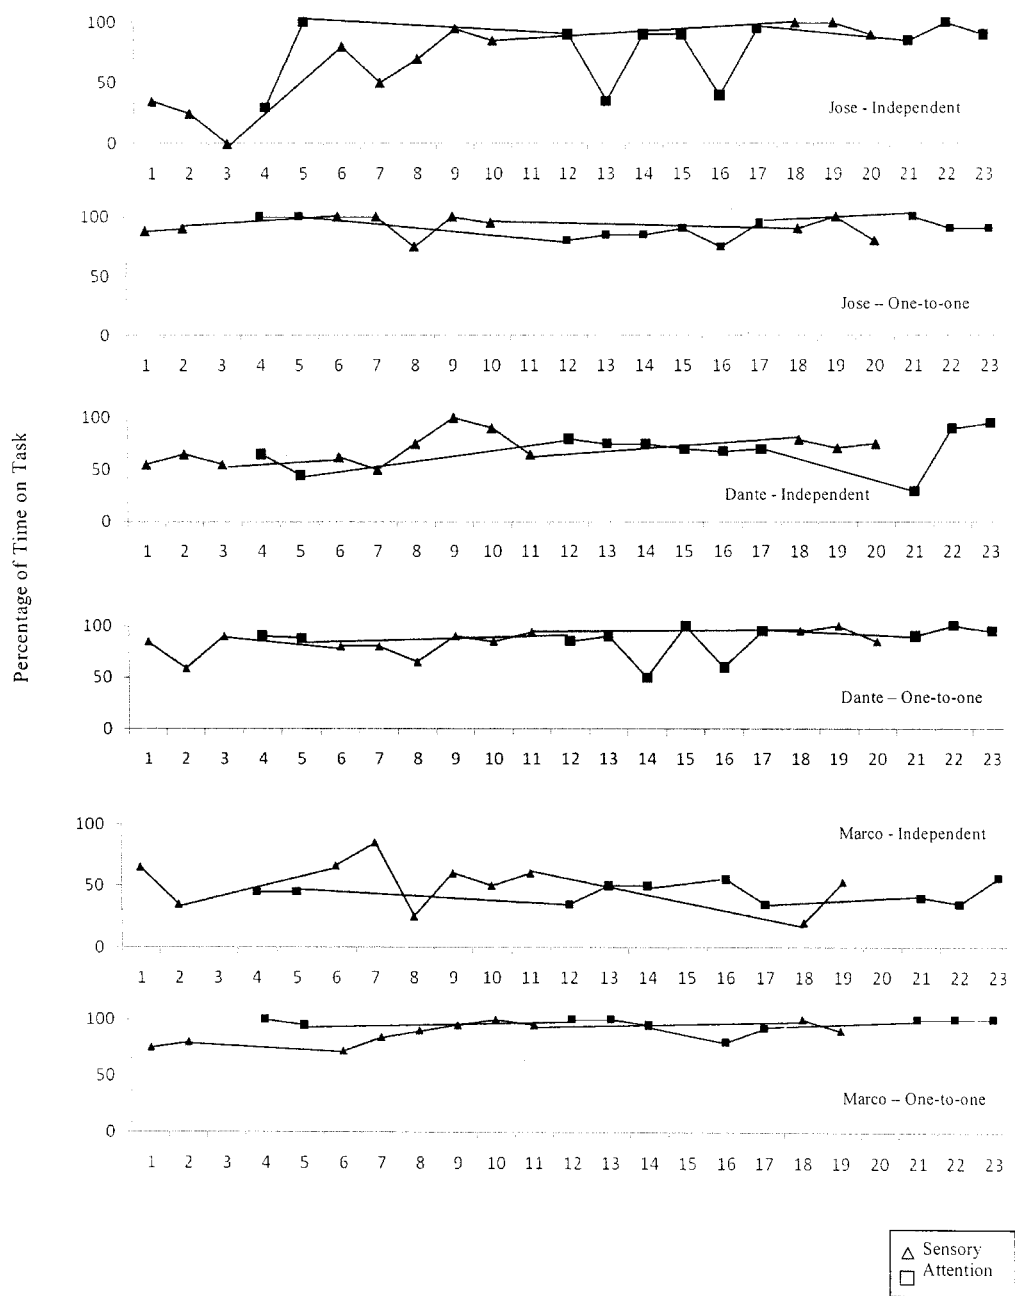 100
50
Jose - Independent
0
1 2 3 4 5 6 7 8 9 10 11 12 13 14 15 16 17 18 19 20 21 22 23
100
50
Jose – One-to-one
0
1 2 3 4 5 6 7 8 9 10 11 12 13 14 15 16 17 18 19 20 21 22 23
Percentage of Time on Task
100
50
Dante - Independent
0
1 2 3 4 5 6 7 8 9 10 11 12 13 14 15 16 17 18 19 20 21 22 23
100
50
Dante – One-to-one
0
1 2 3 4 5 6 7 8 9 10 11 12 13 14 15 16 17 18 19 20 21 22 23
100
Marco - Independent
50
0
1 2 3 4 5 6 7 8 9 10 11 12 13 14 15 16 17 18 19 20 21 22 23
100
50
Marco – One-to-one
0
1 2 3 4 5 6 7 8 9 10 11 12 13 14 15 16 17 18 19 20 21 22 23
Sensory
Attention